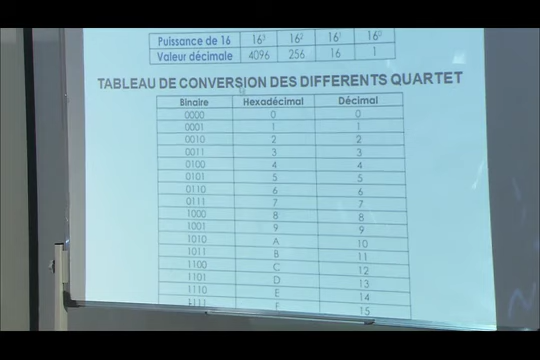 Puissance de 16 16³ 16² 16¹ 16⁰
Valeur décimale 4096 256 16 1
TABLEAU DE CONVERSION DES DIFFERENTS QUARTET
Binaire Hexadécimal Décimal
0000 0 0
0001 1 1
0010 2 2
0011 3 3
0100 4 4
0101 5 5
0110 6 6
0111 7 7
1000 8 8
1001 9 9
1010 A 10
1011 B 11
1100 C 12
1101 D 13
1110 E 14
1111 F 15